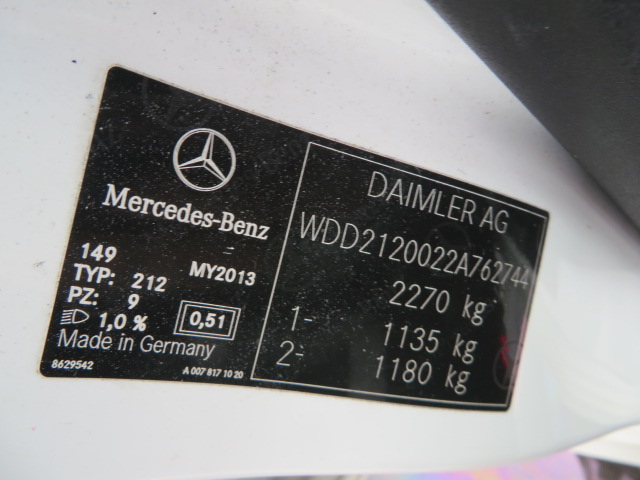 Mercedes-Benz
149
TYP: 212 MY2013
PZ: 9
1,0 % 0,51
Made in Germany
8629542 A 007 817 10 20
DAIMLER AG
WDD2120022A762744
2270 kg
1- 1135 kg
2- 1180 kg